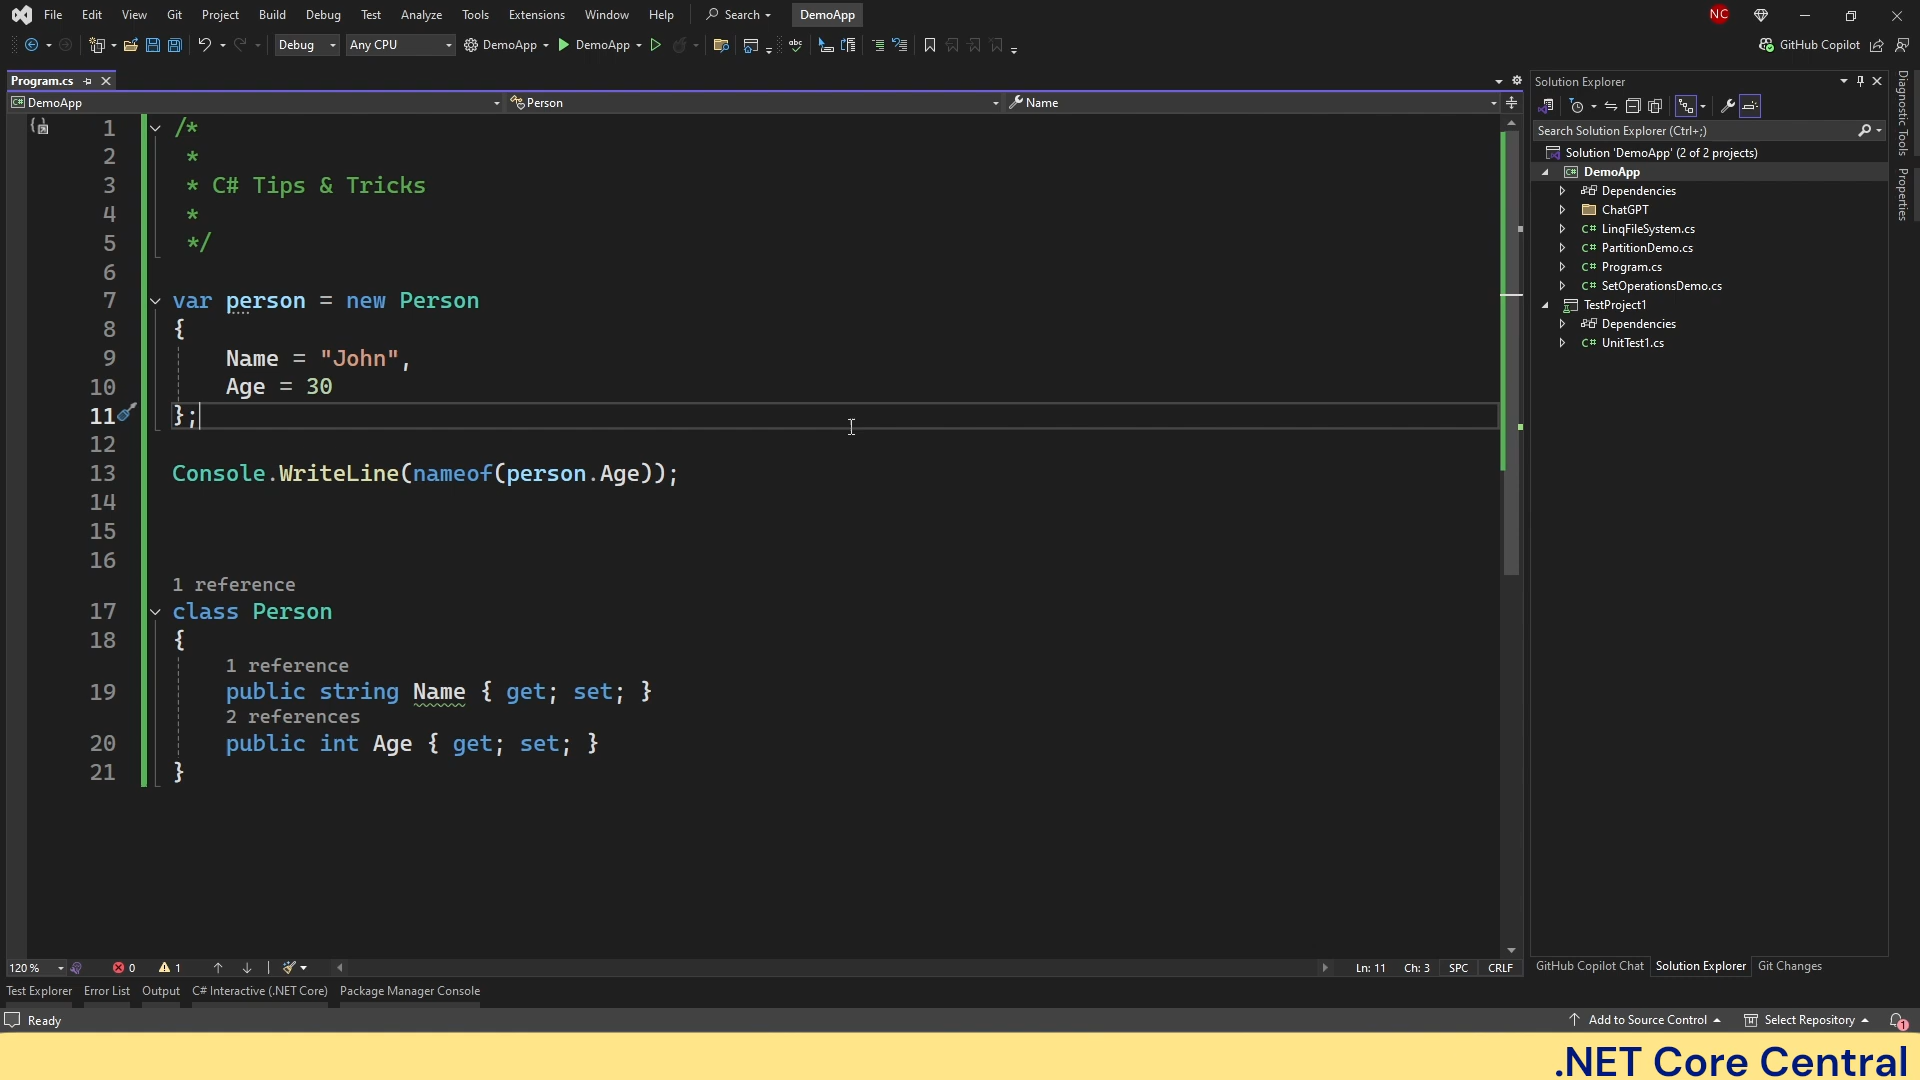 File Edit View Git Project Build Debug Test Analyze Tools Extensions Window Help Search DemoApp NC
Debug Any CPU DemoApp DemoApp GitHub Copilot
Program.cs
DemoApp Person Name
1 /*
2 *
3 * C# Tips & Tricks
4 *
5 */
6
7 var person = new Person
8 {
9 Name = "John",
10 Age = 30
11 };
12
13 Console.WriteLine(nameof(person.Age));
14
15
16
1 reference
17 class Person
18 {
1 reference
19 public string Name { get; set; }
2 references
20 public int Age { get; set; }
21 }
120 % 0 1 Ln: 11 Ch: 3 SPC CRLF
Solution Explorer
Search Solution Explorer (Ctrl+;)
Solution 'DemoApp' (2 of 2 projects)
C# DemoApp
Dependencies
ChatGPT
C# LinqFileSystem.cs
C# PartitionDemo.cs
C# Program.cs
C# SetOperationsDemo.cs
TestProject1
Dependencies
C# UnitTest1.cs
GitHub Copilot Chat Solution Explorer Git Changes
Diagnostic Tools
Properties
Test Explorer Error List Output C# Interactive (.NET Core) Package Manager Console
Ready Add to Source Control Select Repository 1
.NET Core Central